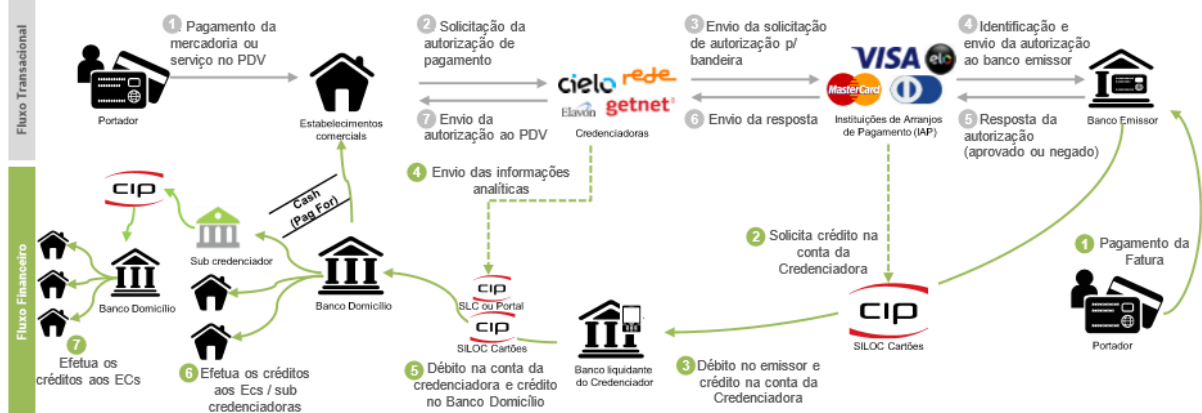 Fluxo Transacional
1 Pagamento da
mercadoria ou
serviço no PDV
Portador
Estabelecimentos
comerciais
2 Solicitação da
autorização de
pagamento
7 Envio da
autorização ao PDV
cielo
rede
Elavon
getnet
Credenciadoras
3 Envio da solicitação
de autorização p/
bandeira
6 Envio da resposta
VISA
elo
MasterCard
Instituições de Arranjos
de Pagamento (IAP)
4 Identificação e
envio da autorização
ao banco emissor
5 Resposta da
autorização
(aprovado ou negado)
Banco Emissor
Fluxo Financeiro
1 Pagamento da
Fatura
Portador
2 Solicita crédito na
conta da
Credenciadora
CIP
SILOC Cartões
3 Débito no emissor e
crédito na conta da
Credenciadora
Banco liquidante
do Credenciador
4 Envio das informações
analíticas
CIP
SLC ou Portal
CIP
SILOC Cartões
5 Débito na conta da
credenciadora e crédito
no Banco Domicílio
Cash
(Pag For)
Banco Domicílio
6 Efetua os créditos
aos Ecs / sub
credenciadoras
Sub credenciador
CIP
Banco Domicílio
7 Efetua os
créditos aos ECs